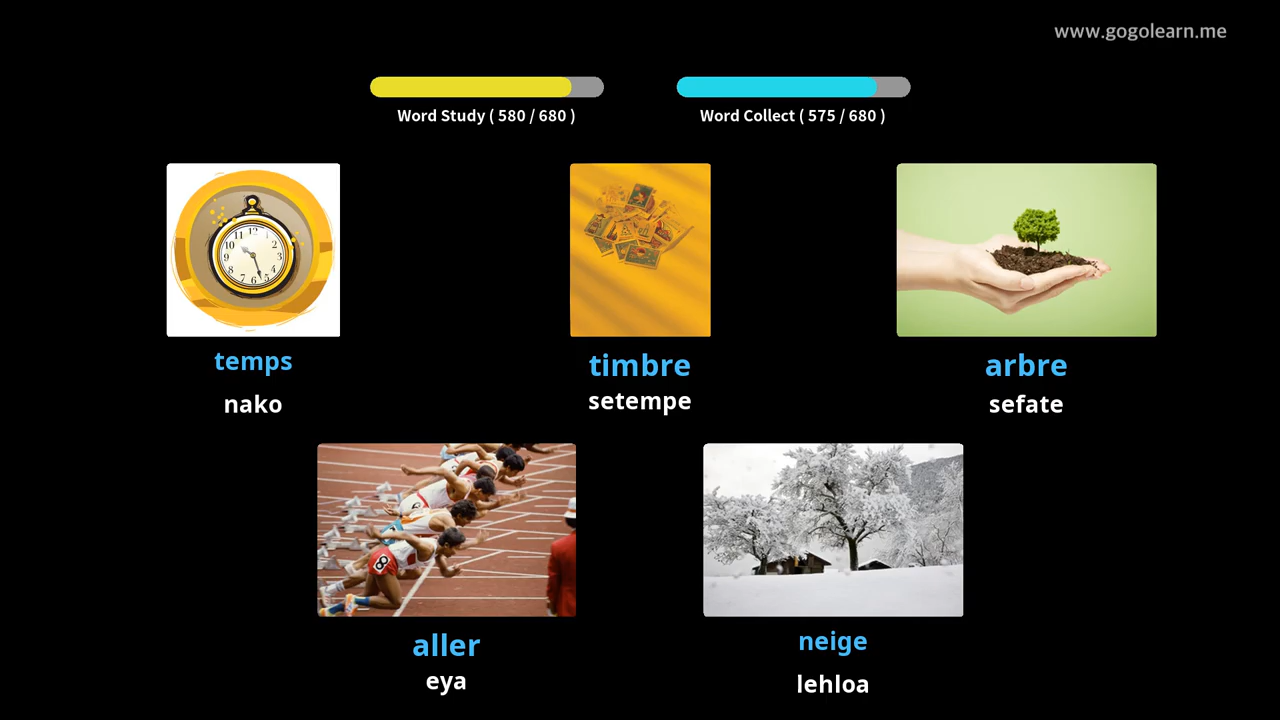 www.gogolearn.me
Word Study ( 580 / 680 )
Word Collect ( 575 / 680 )
temps
nako
timbre
setempe
arbre
sefate
aller
eya
neige
lehloa